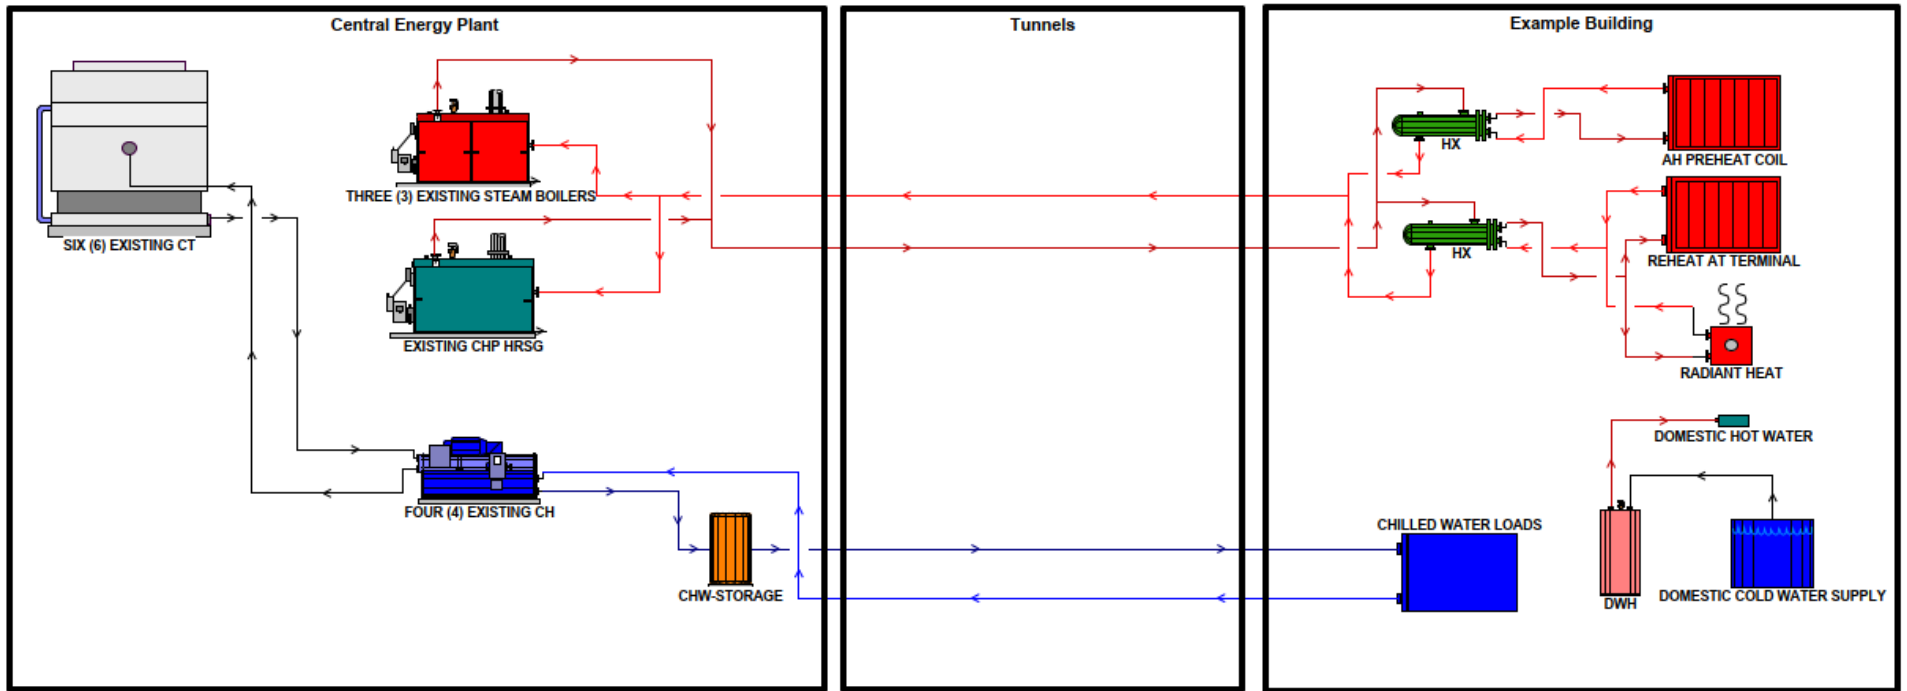 Central Energy Plant
Tunnels
Example Building
SIX (6) EXISTING CT
THREE (3) EXISTING STEAM BOILERS
EXISTING CHP HRSG
FOUR (4) EXISTING CH
CHW-STORAGE
HX
AH PREHEAT COIL
HX
REHEAT AT TERMINAL
RADIANT HEAT
DOMESTIC HOT WATER
CHILLED WATER LOADS
DWH
DOMESTIC COLD WATER SUPPLY